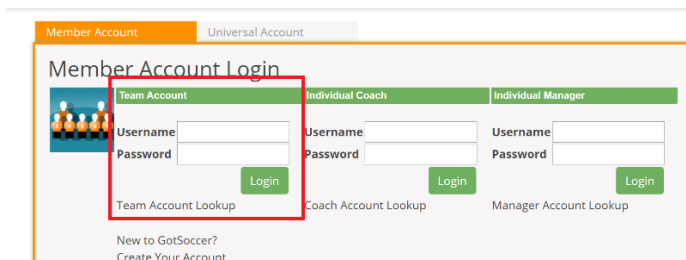 Member Account Universal Account
Member Account Login
Team Account Individual Coach Individual Manager
Username Username Username
Password Password Password
Login Login Login
Team Account Lookup Coach Account Lookup Manager Account Lookup
New to GotSoccer?
Create Your Account